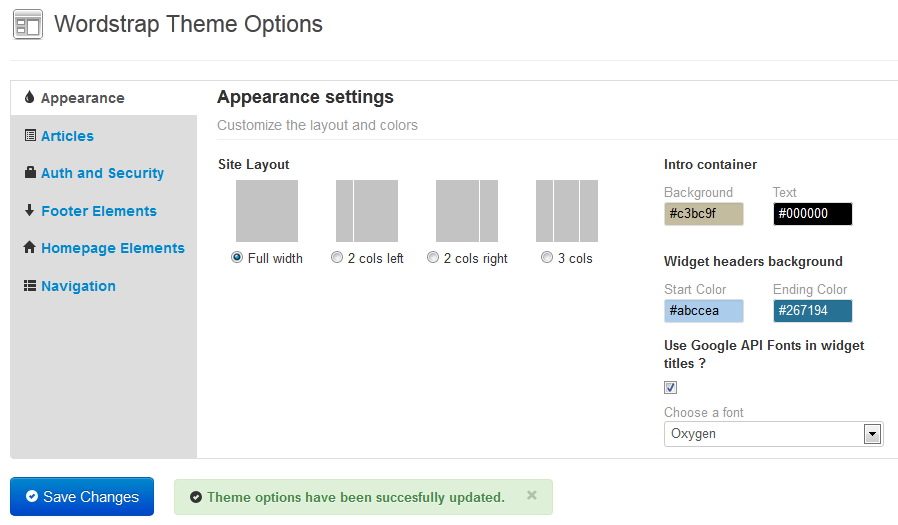 Wordstrap Theme Options
Appearance
Articles
Auth and Security
Footer Elements
Homepage Elements
Navigation
Appearance settings
Customize the layout and colors
Site Layout
Full width
2 cols left
2 cols right
3 cols
Intro container
Background
Text
#c3bc9f
#000000
Widget headers background
Start Color
Ending Color
#abccea
#267194
Use Google API Fonts in widget
titles ?
Choose a font
Oxygen
Save Changes
Theme options have been succesfully updated.
×